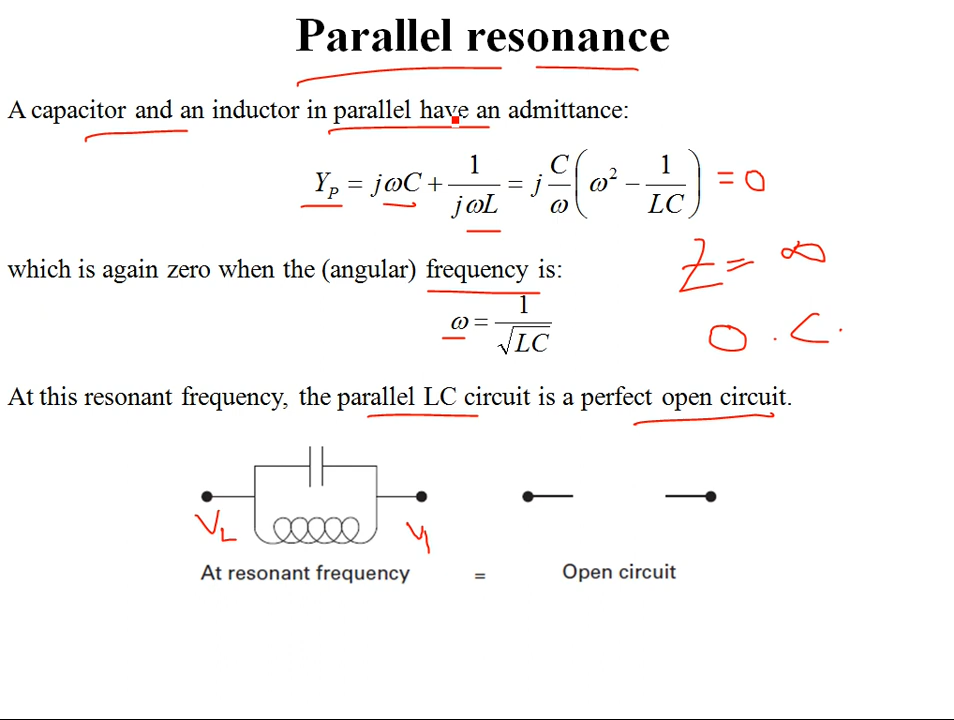 Parallel resonance
A capacitor and an inductor in parallel have an admittance:
Y_P = jωC + 1/(jωL) = j C/ω (ω² − 1/(LC)) = 0
Z = ∞
which is again zero when the (angular) frequency is:
ω = 1/√(LC)
O.C.
At this resonant frequency, the parallel LC circuit is a perfect open circuit.
V_L
At resonant frequency = Open circuit